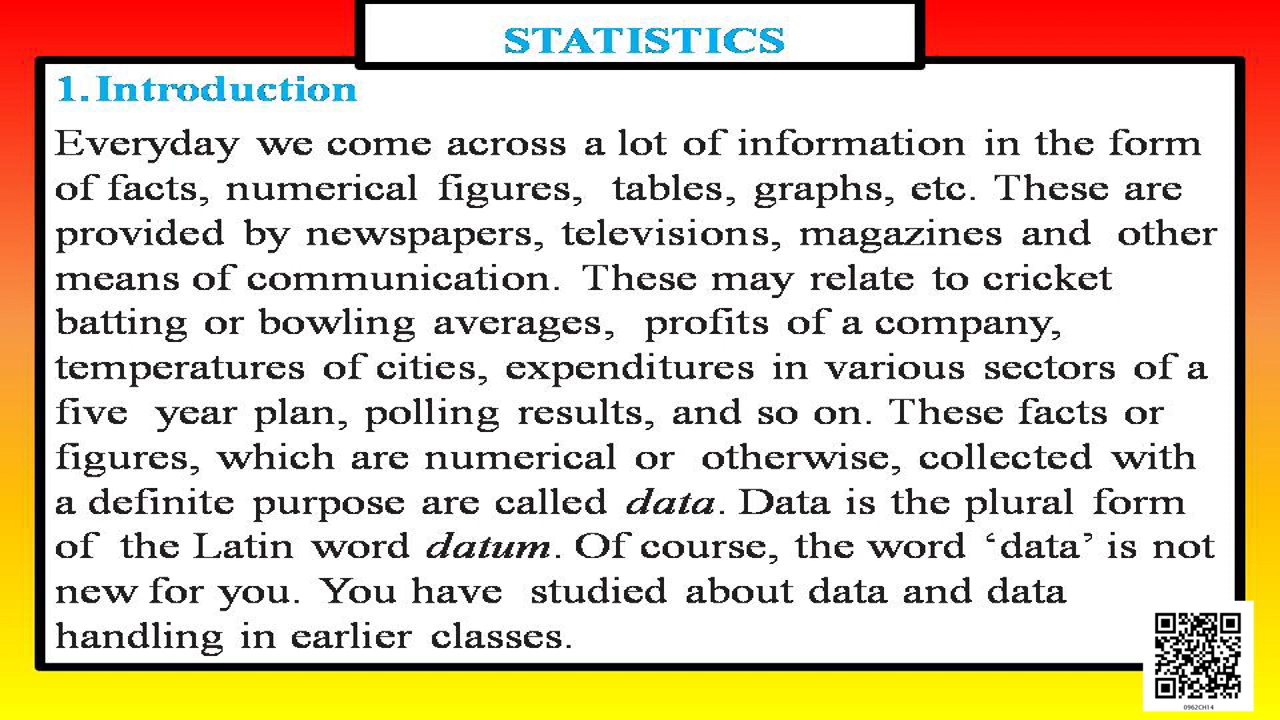 STATISTICS
1. Introduction
Everyday we come across a lot of information in the form
of facts, numerical figures, tables, graphs, etc. These are
provided by newspapers, televisions, magazines and other
means of communication. These may relate to cricket
batting or bowling averages, profits of a company,
temperatures of cities, expenditures in various sectors of a
five year plan, polling results, and so on. These facts or
figures, which are numerical or otherwise, collected with
a definite purpose are called data. Data is the plural form
of the Latin word datum. Of course, the word ‘data’ is not
new for you. You have studied about data and data
handling in earlier classes.
0962CH14